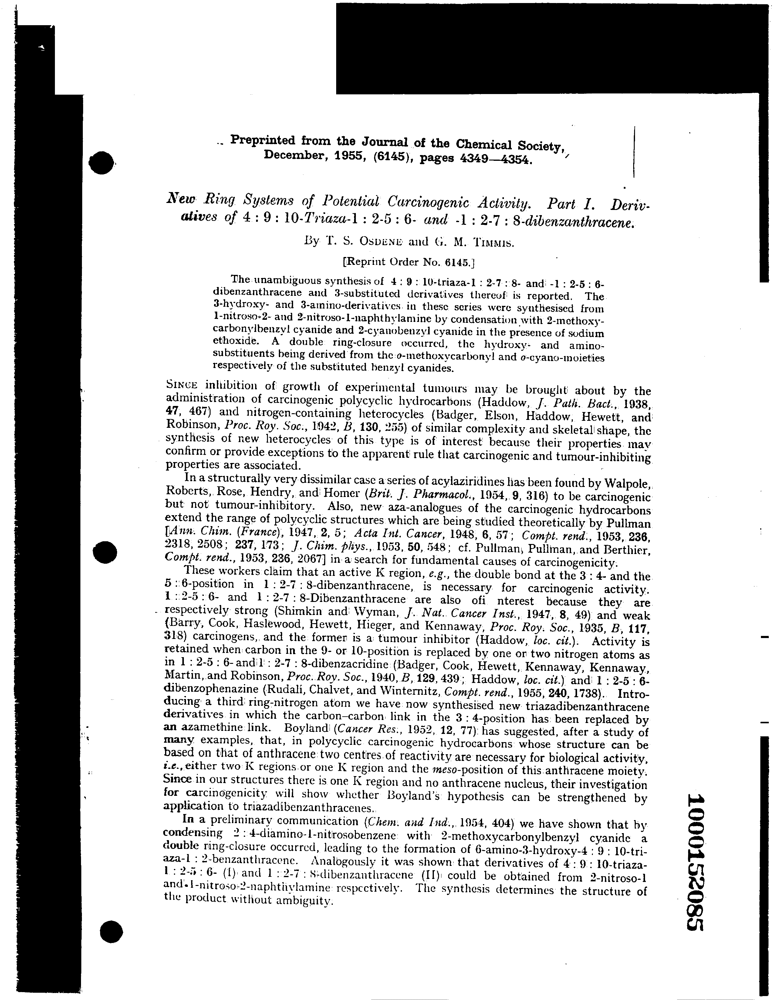 Preprinted from the Journal of the Chemical Society,
December, 1955, (6145), pages 4349—4354.
New Ring Systems of Potential Carcinogenic Activity. Part I. Deriv-
atives of 4 : 9 : 10-Triaza-1 : 2-5 : 6- and -1 : 2-7 : 8-dibenzanthracene.
By T. S. OSDENE and G. M. TIMMIS.
[Reprint Order No. 6145.]
The unambiguous synthesis of 4 : 9 : 10-triaza-1 : 2-7 : 8- and -1 : 2-5 : 6-
dibenzanthracene and 3-substituted derivatives thereof is reported. The
3-hydroxy- and 3-amino-derivatives in these series were synthesised from
1-nitroso-2- and 2-nitroso-1-naphthylamine by condensation with 2-methoxy-
carbonylbenzyl cyanide and 2-cyanobenzyl cyanide in the presence of sodium
ethoxide. A double ring-closure occurred, the hydroxy- and amino-
substituents being derived from the o-methoxycarbonyl and o-cyano-moieties
respectively of the substituted benzyl cyanides.
SINCE inhibition of growth of experimental tumours may be brought about by the
administration of carcinogenic polycyclic hydrocarbons (Haddow, J. Path. Bact., 1938,
47, 467) and nitrogen-containing heterocycles (Badger, Elson, Haddow, Hewett, and
Robinson, Proc. Roy. Soc., 1942, B, 130, 255) of similar complexity and skeletal shape, the
synthesis of new heterocycles of this type is of interest because their properties may
confirm or provide exceptions to the apparent rule that carcinogenic and tumour-inhibiting
properties are associated.
In a structurally very dissimilar case a series of acylaziridines has been found by Walpole,
Roberts, Rose, Hendry, and Homer (Brit. J. Pharmacol., 1954, 9, 316) to be carcinogenic
but not tumour-inhibitory. Also, new aza-analogues of the carcinogenic hydrocarbons
extend the range of polycyclic structures which are being studied theoretically by Pullman
[Ann. Chim. (France), 1947, 2, 5; Acta Int. Cancer, 1948, 6, 57; Compt. rend., 1953, 236,
2318, 2508; 237, 173; J. Chim. phys., 1953, 50, 548; cf. Pullman, Pullman, and Berthier,
Compt. rend., 1953, 236, 2067] in a search for fundamental causes of carcinogenicity.
These workers claim that an active K region, e.g., the double bond at the 3 : 4- and the
5 : 6-position in 1 : 2-7 : 8-dibenzanthracene, is necessary for carcinogenic activity.
1 : 2-5 : 6- and 1 : 2-7 : 8-Dibenzanthracene are also ofi nterest because they are
respectively strong (Shimkin and Wyman, J. Nat. Cancer Inst., 1947, 8, 49) and weak
(Barry, Cook, Haslewood, Hewett, Hieger, and Kennaway, Proc. Roy. Soc., 1935, B, 117,
318) carcinogens, and the former is a tumour inhibitor (Haddow, loc. cit.). Activity is
retained when carbon in the 9- or 10-position is replaced by one or two nitrogen atoms as
in 1 : 2-5 : 6- and 1 : 2-7 : 8-dibenzacridine (Badger, Cook, Hewett, Kennaway, Kennaway,
Martin, and Robinson, Proc. Roy. Soc., 1940, B, 129, 439; Haddow, loc. cit.) and 1 : 2-5 : 6-
dibenzophenazine (Rudali, Chalvet, and Winternitz, Compt. rend., 1955, 240, 1738). Intro-
ducing a third ring-nitrogen atom we have now synthesised new triazadibenzanthracene
derivatives in which the carbon–carbon link in the 3 : 4-position has been replaced by
an azamethine link. Boyland (Cancer Res., 1952, 12, 77) has suggested, after a study of
many examples, that, in polycyclic carcinogenic hydrocarbons whose structure can be
based on that of anthracene two centres of reactivity are necessary for biological activity,
i.e., either two K regions or one K region and the meso-position of this anthracene moiety.
Since in our structures there is one K region and no anthracene nucleus, their investigation
for carcinogenicity will show whether Boyland's hypothesis can be strengthened by
application to triazadibenzanthracenes.
In a preliminary communication (Chem. and Ind., 1954, 404) we have shown that by
condensing 2 : 4-diamino-1-nitrosobenzene with 2-methoxycarbonylbenzyl cyanide a
double ring-closure occurred, leading to the formation of 6-amino-3-hydroxy-4 : 9 : 10-tri-
aza-1 : 2-benzanthracene. Analogously it was shown that derivatives of 4 : 9 : 10-triaza-
1 : 2-5 : 6- (I) and 1 : 2-7 : 8-dibenzanthracene (II) could be obtained from 2-nitroso-1
and-1-nitroso-2-naphthylamine respectively. The synthesis determines the structure of
the product without ambiguity.
1000152085